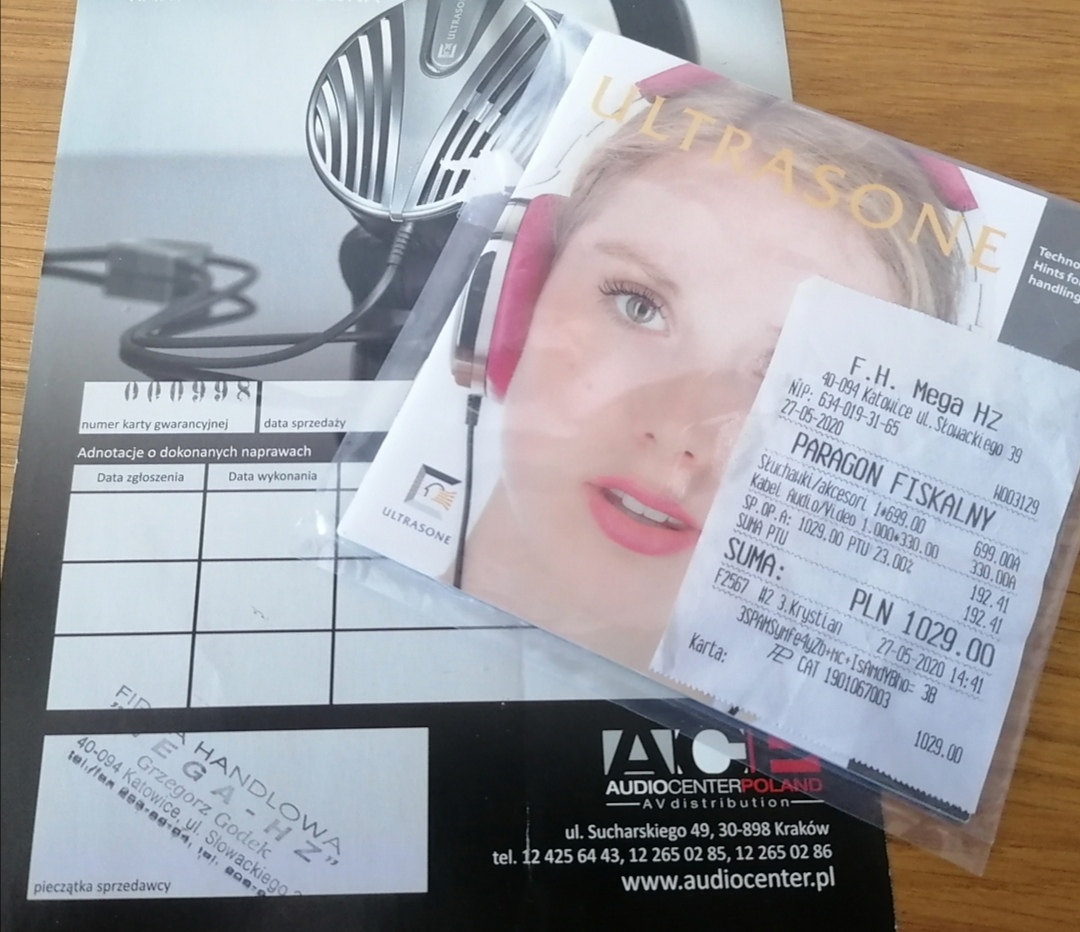 ULTRASONE
ULTRASONE
Techno
Hints fo
handling
ULTRASONE
000998
numer karty gwarancyjnej
data sprzedaży
Adnotacje o dokonanych naprawach
Data zgłoszenia
Data wykonania
F.H. Mega HZ
40-094 Katowice ul.Słowackiego 39
NIP: 634-019-31-65
27-05-2020 W003129
PARAGON FISKALNY
Słuchawki/akcesori 1*699.00 699.00A
Kabel Audio/Video 1.000*330.00 330.00A
SP.OP.A: 1029.00 PTU 23.00% 192.41
SUMA PTU 192.41
SUMA: PLN 1029.00
F2567 #2 3.Krystian 27-05-2020 14:41
CAT 1901067003
Karta: 1029.00
FIRMA HANDLOWA
"MEGA-HZ"
Grzegorz Godek
40-094 Katowice, ul. Słowackiego
tel./fax
pieczątka sprzedawcy
AUDIOCENTERPOLAND
AV distribution
ul. Sucharskiego 49, 30-898 Kraków
tel. 12 425 64 43, 12 265 02 85, 12 265 02 86
www.audiocenter.pl